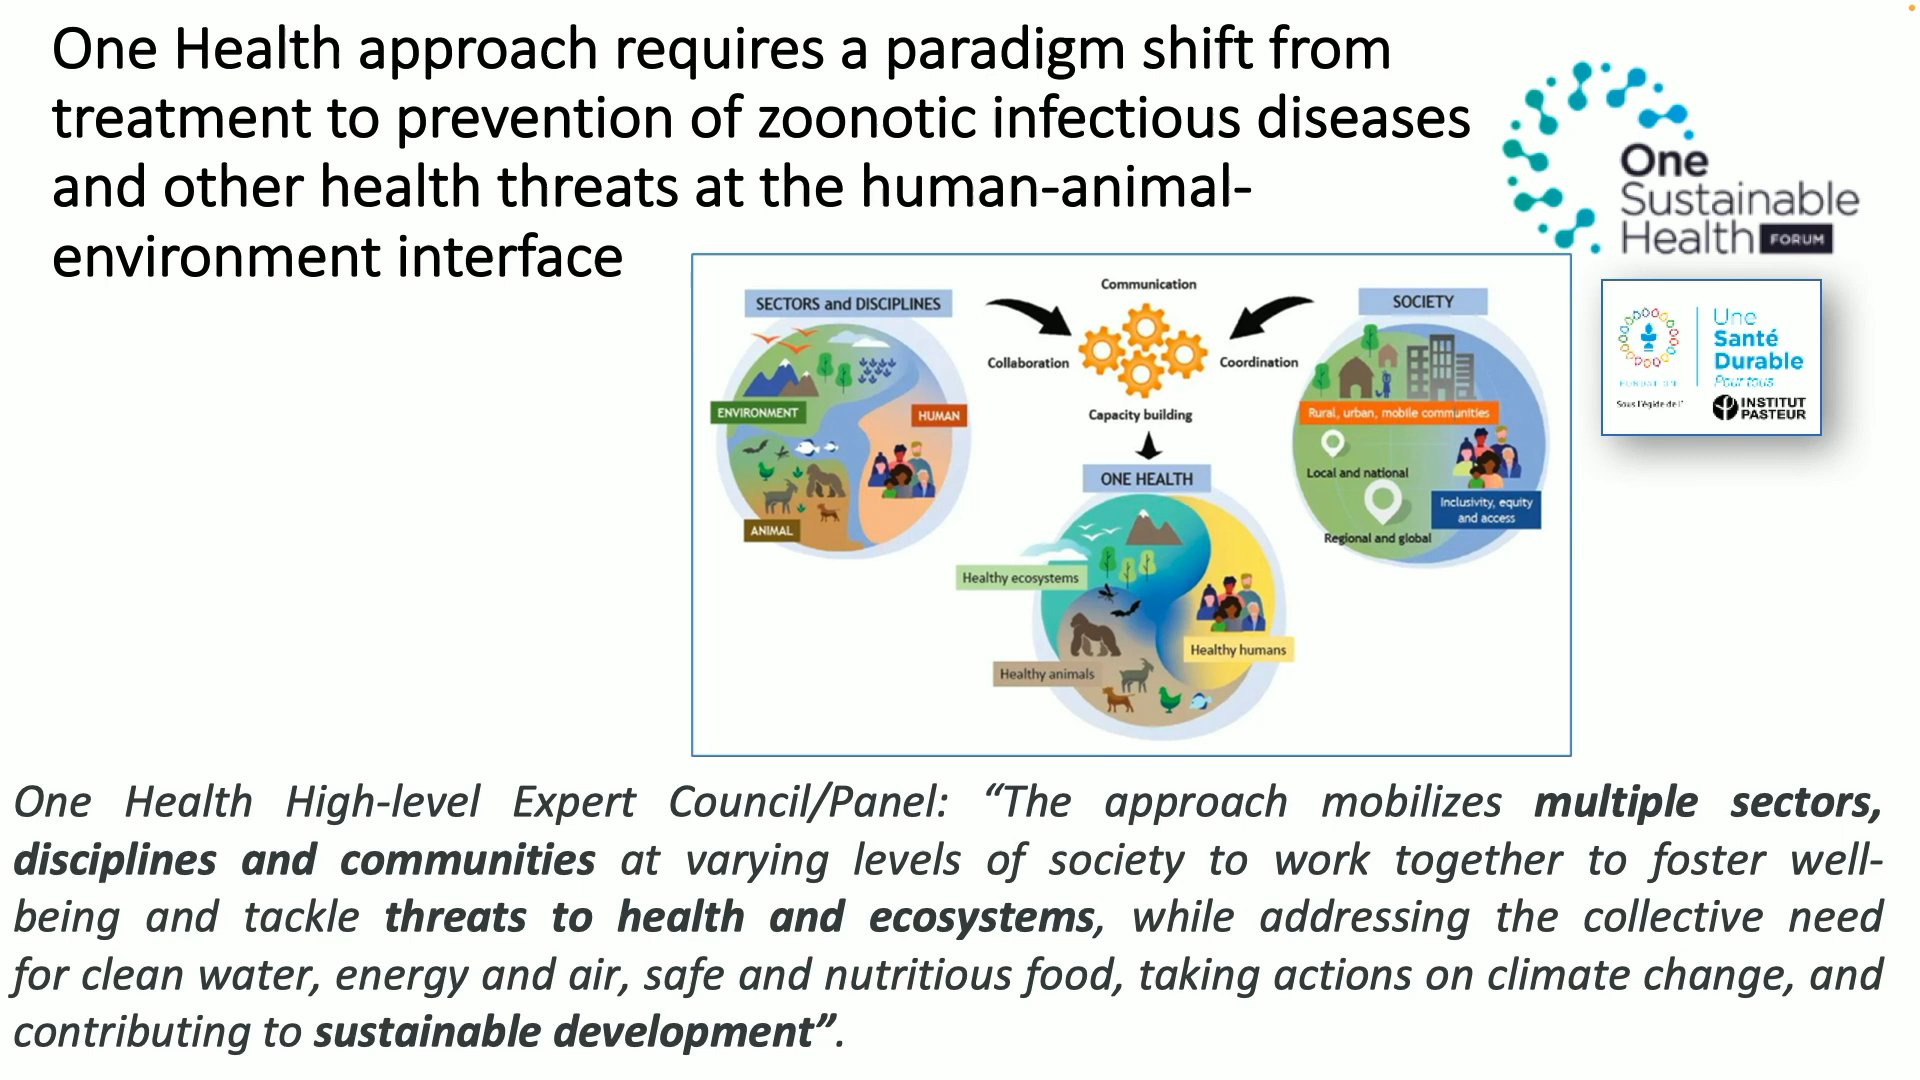 One Health approach requires a paradigm shift from
treatment to prevention of zoonotic infectious diseases
and other health threats at the human-animal-
environment interface
One
Sustainable
Health FORUM
Une
Santé
Durable
Pour tous
FONDATION
Sous l'égide de l'
INSTITUT
PASTEUR
SECTORS and DISCIPLINES
ENVIRONMENT
HUMAN
ANIMAL
Communication
Collaboration
Coordination
Capacity building
SOCIETY
Rural, urban, mobile communities
Local and national
Inclusivity, equity
and access
Regional and global
ONE HEALTH
Healthy ecosystems
Healthy humans
Healthy animals
One Health High-level Expert Council/Panel: “The approach mobilizes multiple sectors,
disciplines and communities at varying levels of society to work together to foster well-
being and tackle threats to health and ecosystems, while addressing the collective need
for clean water, energy and air, safe and nutritious food, taking actions on climate change, and
contributing to sustainable development”.